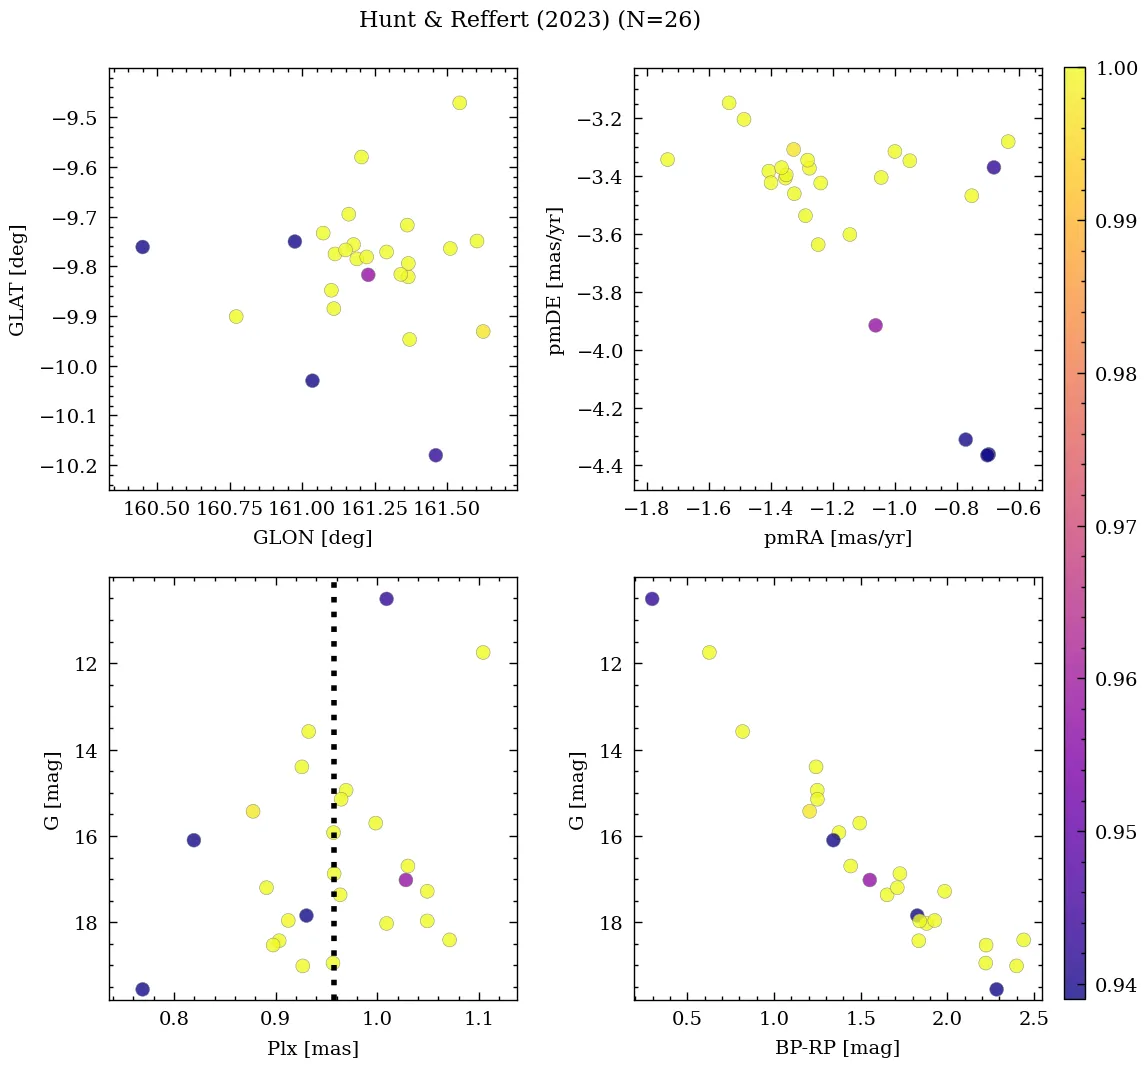 Hunt & Reffert (2023) (N=26)
−9.5
−9.6
−9.7
−9.8
−9.9
−10.0
−10.1
−10.2
GLAT [deg]
160.50 160.75 161.00 161.25 161.50
GLON [deg]
−3.2
−3.4
−3.6
−3.8
−4.0
−4.2
−4.4
pmDE [mas/yr]
−1.8 −1.6 −1.4 −1.2 −1.0 −0.8 −0.6
pmRA [mas/yr]
12
14
16
18
G [mag]
0.8 0.9 1.0 1.1
Plx [mas]
12
14
16
18
G [mag]
0.5 1.0 1.5 2.0 2.5
BP-RP [mag]
1.00
0.99
0.98
0.97
0.96
0.95
0.94